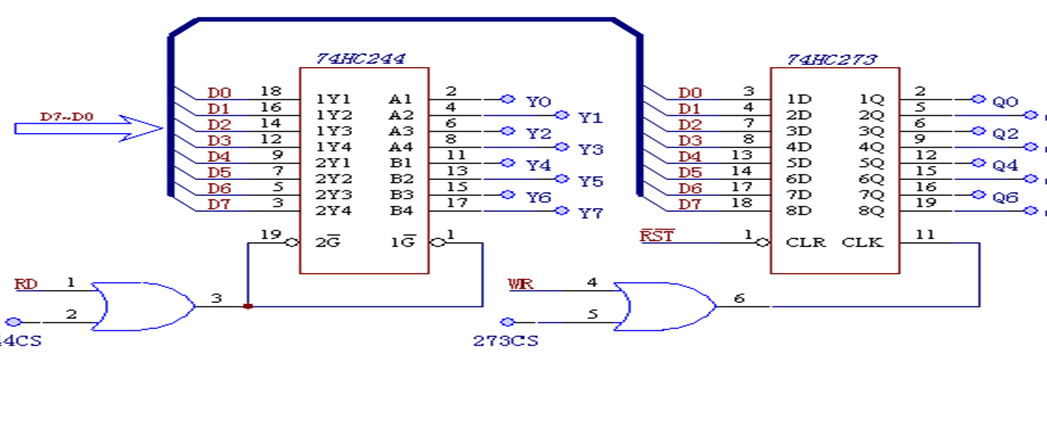 74HC244
74HC273
D7~D0
D0 18 1Y1 A1 2 Y0
D1 16 1Y2 A2 4 Y1
D2 14 1Y3 A3 6 Y2
D3 12 1Y4 A4 8 Y3
D4 9 2Y1 B1 11 Y4
D5 7 2Y2 B2 13 Y5
D6 5 2Y3 B3 15 Y6
D7 3 2Y4 B4 17 Y7
19 2G 1G 1
D0 3 1D 1Q 2 Q0
D1 4 2D 2Q 5
D2 7 3D 3Q 6 Q2
D3 8 4D 4Q 9
D4 13 5D 5Q 12 Q4
D5 14 6D 6Q 15
D6 17 7D 7Q 16 Q6
D7 18 8D 8Q 19
RST 1 CLR CLK 11
RD 1
2
3
4CS
WR 4
5
6
273CS